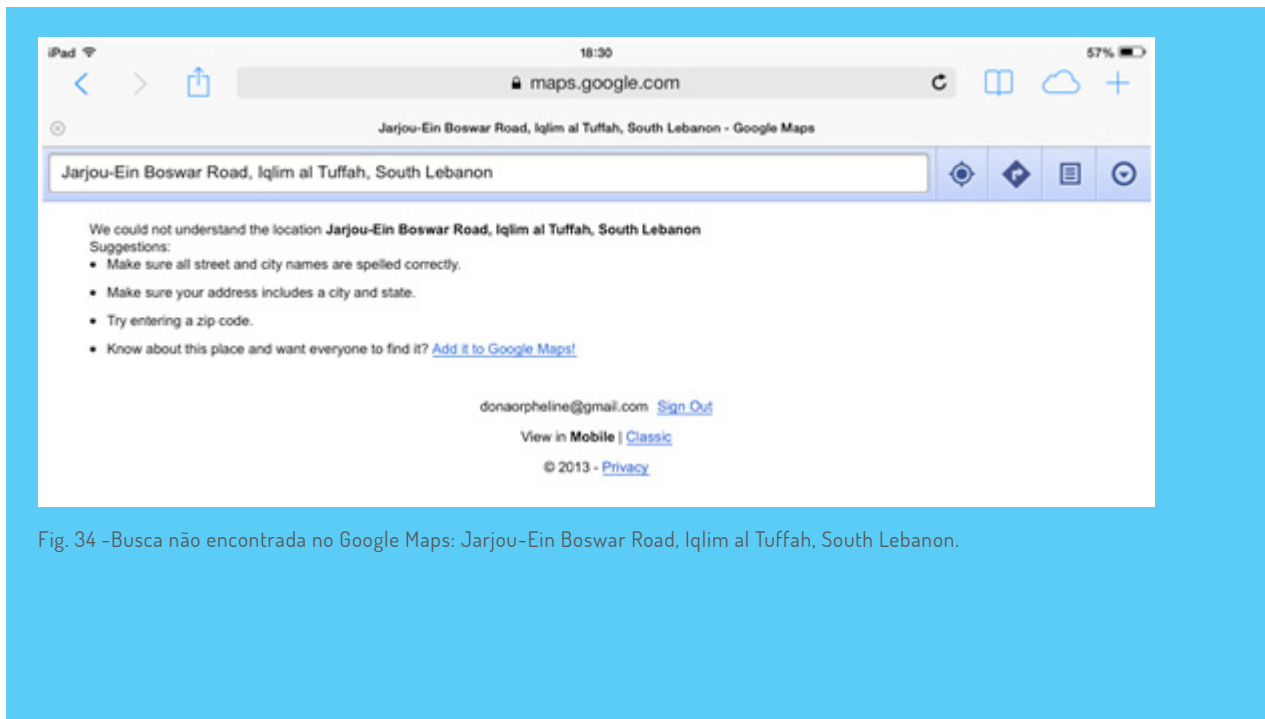 iPad 18:30 57%
maps.google.com
Jarjou-Ein Boswar Road, Iqlim al Tuffah, South Lebanon - Google Maps
Jarjou-Ein Boswar Road, Iqlim al Tuffah, South Lebanon
We could not understand the location Jarjou-Ein Boswar Road, Iqlim al Tuffah, South Lebanon
Suggestions:
• Make sure all street and city names are spelled correctly.
• Make sure your address includes a city and state.
• Try entering a zip code.
• Know about this place and want everyone to find it? Add it to Google Maps!
donaorpheline@gmail.com Sign Out
View in Mobile | Classic
© 2013 - Privacy
Fig. 34 -Busca não encontrada no Google Maps: Jarjou-Ein Boswar Road, Iqlim al Tuffah, South Lebanon.